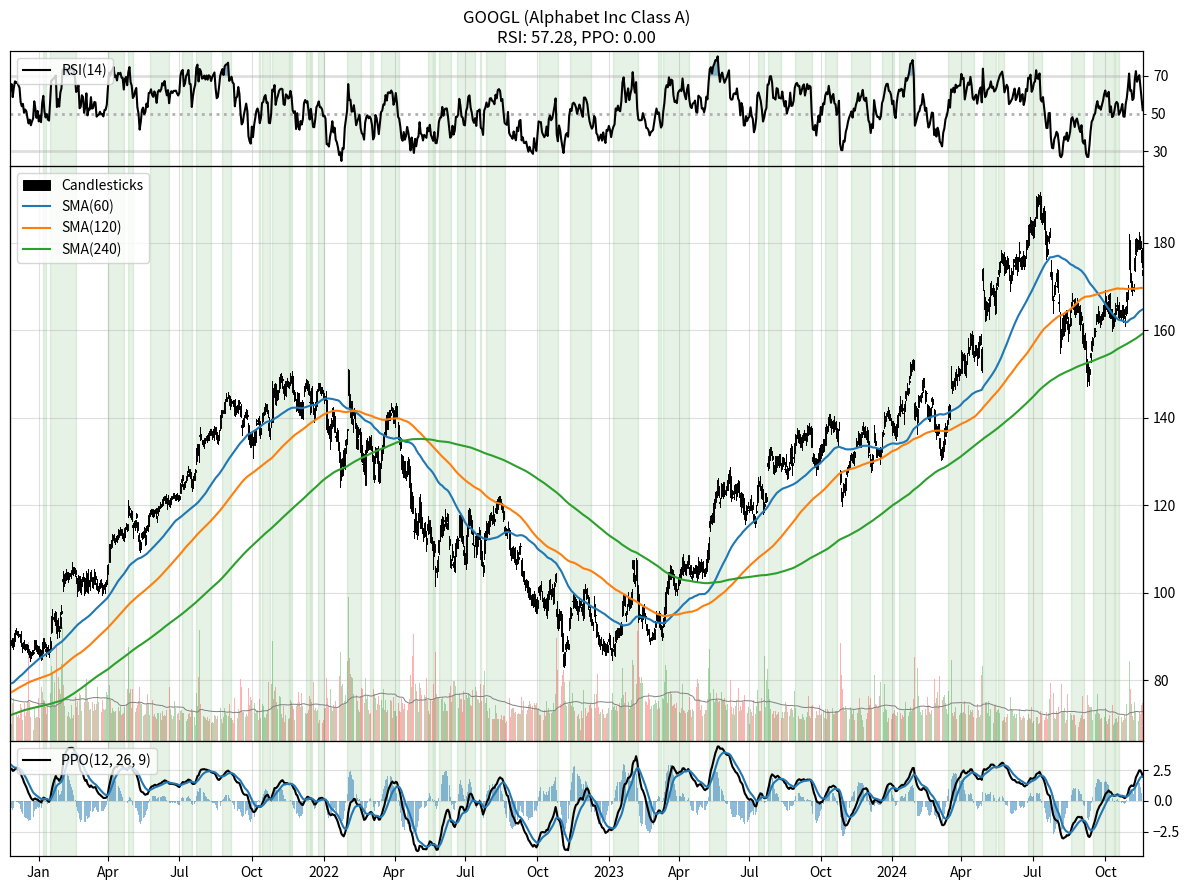 GOOGL (Alphabet Inc Class A)
RSI: 57.28, PPO: 0.00
RSI(14)
70
50
30
Candlesticks
SMA(60)
SMA(120)
SMA(240)
180
160
140
120
100
80
PPO(12, 26, 9)
2.5
0.0
−2.5
Jan Apr Jul Oct 2022 Apr Jul Oct 2023 Apr Jul Oct 2024 Apr Jul Oct